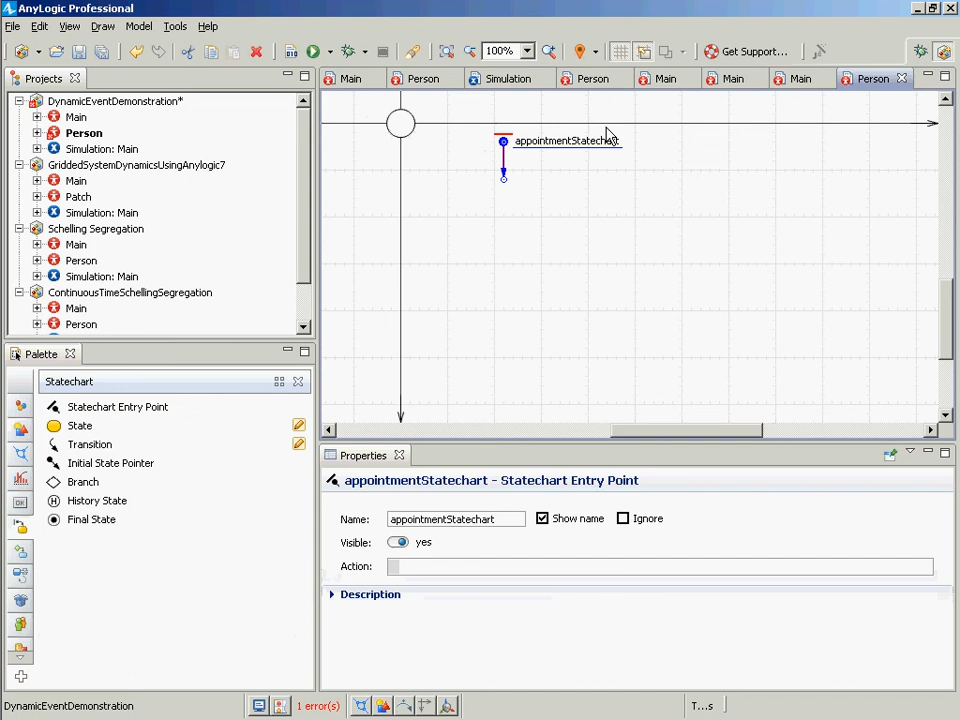 AnyLogic Professional
File Edit View Draw Model Tools Help
100% Get Support...
Projects
Main Person Simulation Person Main Main Main Person
DynamicEventDemonstration*
Main
Person
Simulation: Main
GriddedSystemDynamicsUsingAnylogic7
Main
Patch
Simulation: Main
Schelling Segregation
Main
Person
Simulation: Main
ContinuousTimeSchellingSegregation
Main
Person
appointmentStatechart
Palette
Statechart
Statechart Entry Point
State
Transition
Initial State Pointer
Branch
History State
Final State
Properties
appointmentStatechart - Statechart Entry Point
Name: appointmentStatechart Show name Ignore
Visible: yes
Action:
Description
DynamicEventDemonstration 1 error(s) T...s